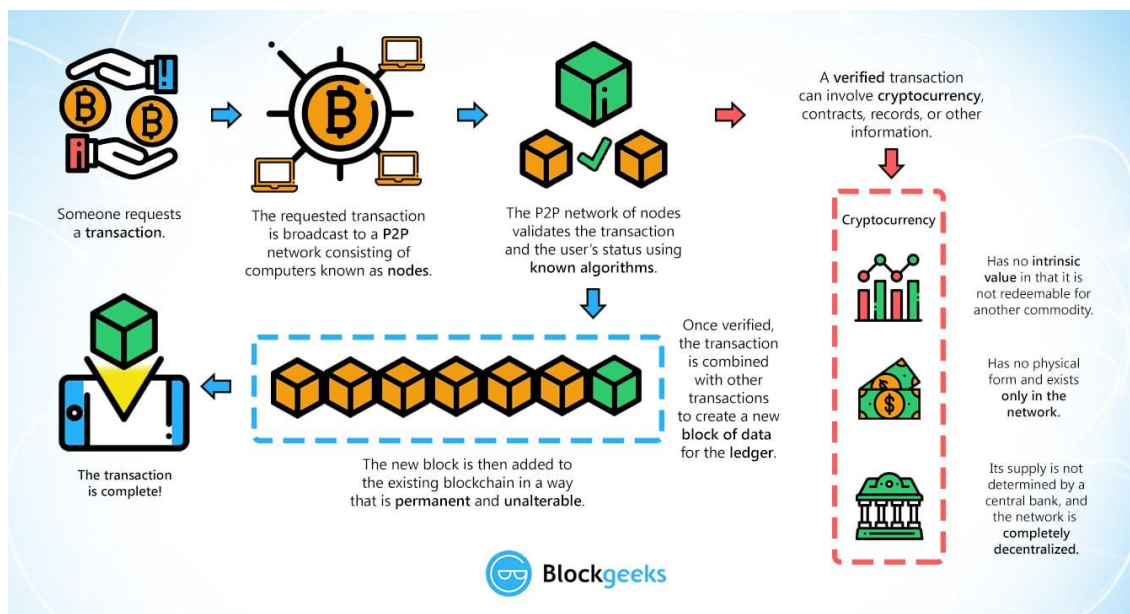 Someone requests
a transaction.
The requested transaction
is broadcast to a P2P
network consisting of
computers known as nodes.
The P2P network of nodes
validates the transaction
and the user's status using
known algorithms.
A verified transaction
can involve cryptocurrency,
contracts, records, or other
information.
Cryptocurrency
Has no intrinsic
value in that it is
not redeemable for
another commodity.
Has no physical
form and exists
only in the
network.
Its supply is not
determined by a
central bank, and
the network is
completely
decentralized.
Once verified,
the transaction
is combined
with other
transactions
to create a new
block of data
for the ledger.
The new block is then added to
the existing blockchain in a way
that is permanent and unalterable.
The transaction
is complete!
Blockgeeks